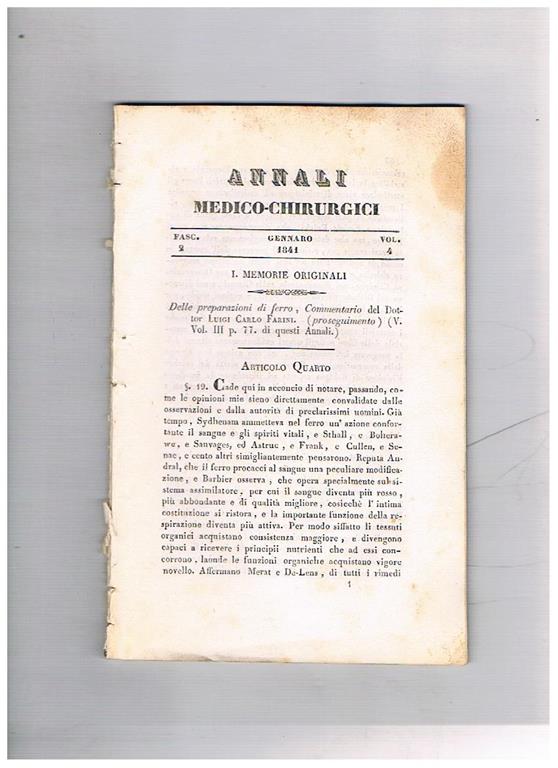 ANNALI
MEDICO-CHIRURGICI
FASC. GENNARO VOL.
2 1841 4
I. MEMORIE ORIGINALI
Delle preparazioni di ferro, Commentario del Dot-
tor LUIGI CARLO FARINI. (proseguimento) (V.
Vol. III p. 77. di questi Annali.)
ARTICOLO QUARTO
§. 19. Cade qui in acconcio di notare, passando, co-
me le opinioni mie sieno direttamente convalidate dalle
osservazioni e dalla autorità di preclarissimi uomini. Già
tempo, Sydhenam ammetteva nel ferro un' azione confor-
tante il sangue e gli spiriti vitali, e Sthall, e Bohera-
we, e Sauvages, ed Astruc, e Frank, e Cullen, e Se-
nac, e cento altri simigliantemente pensarono. Reputa An-
dral, che il ferro procacci al sangue una peculiare modifica-
zione, e Barbier osserva, che opera specialmente sul si-
stema assimilatore, per cui il sangue diventa più rosso,
più abbondante e di qualità migliore, cosicchè l' intima
costituzione si ristora, e la importante funzione della re-
spirazione diventa più attiva. Per modo siffatto li tessuti
organici acquistano consistenza maggiore, e divengono
capaci a ricevere i principii nutrienti che ad essi con-
corrono, laonde le funzioni organiche acquistano vigore
novello. Affermano Merat e De-Lens, di tutti i rimedi
1